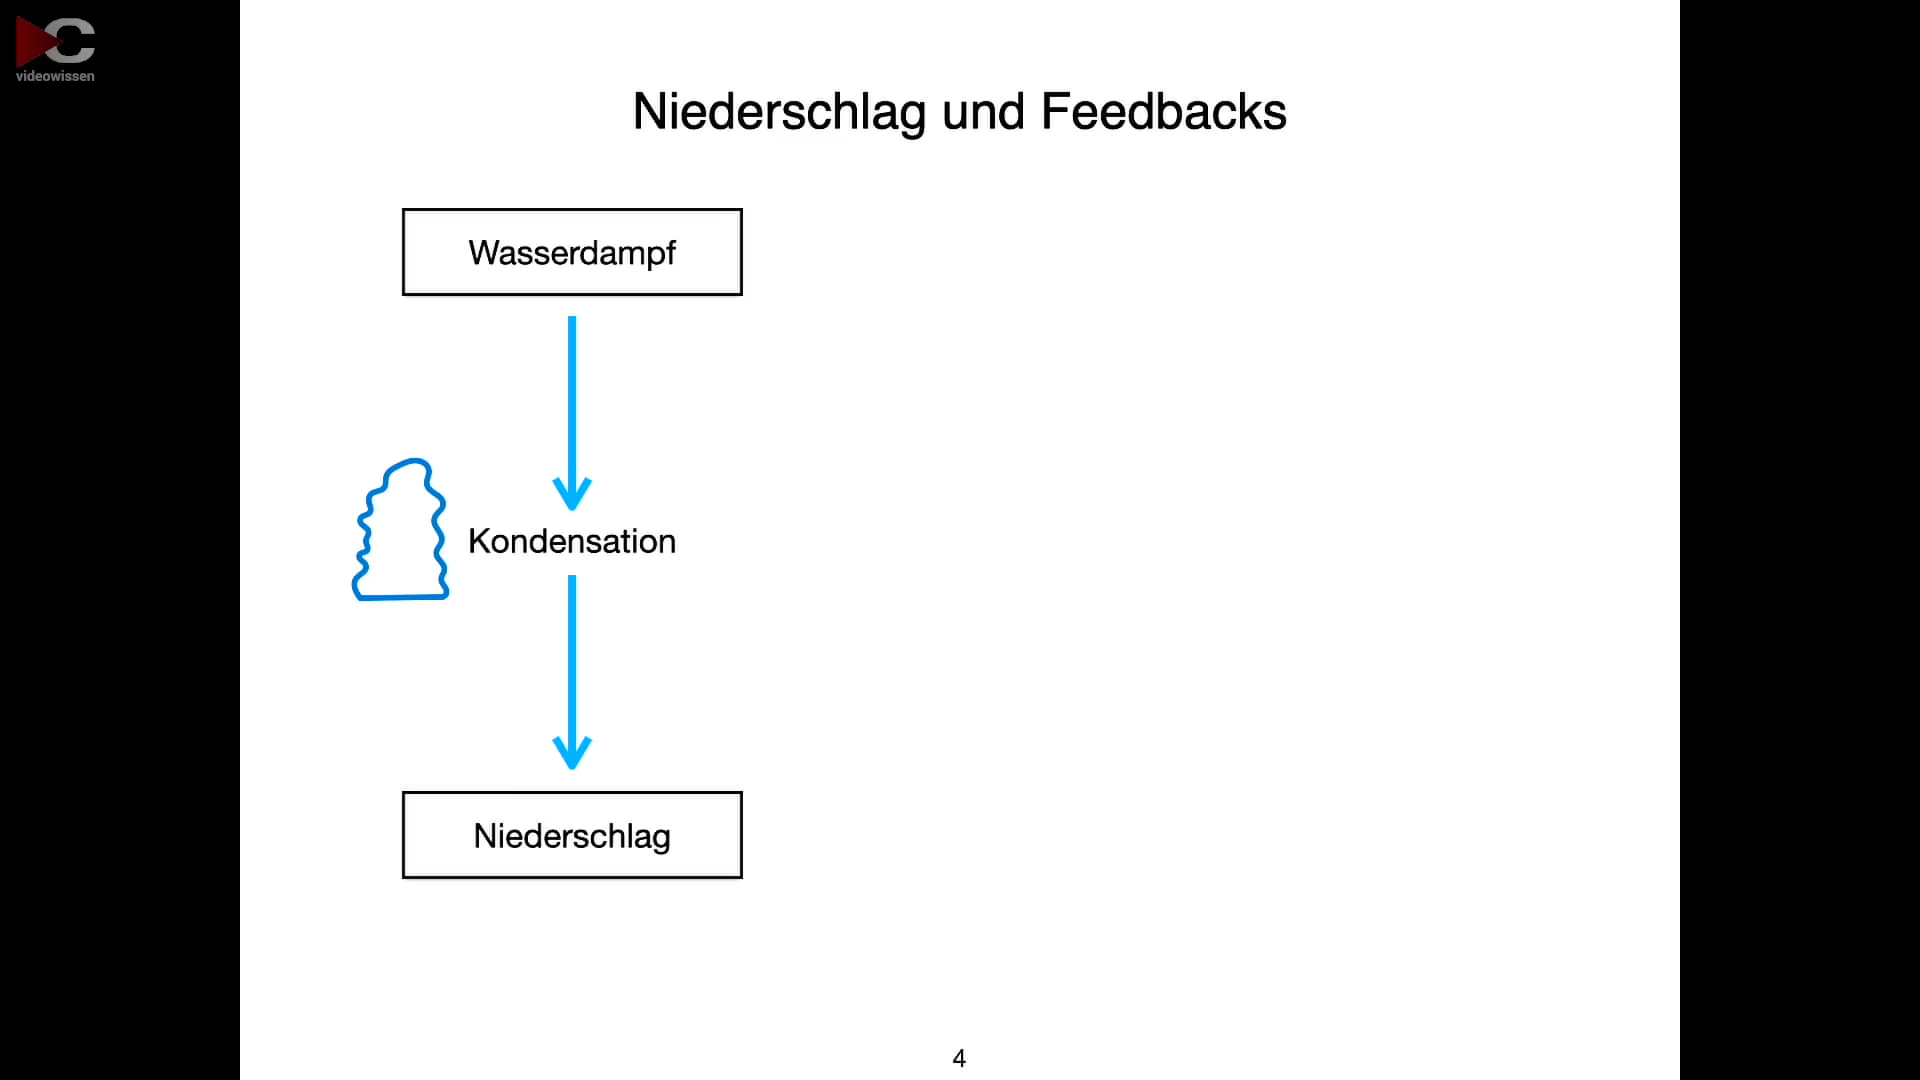 videowissen
Niederschlag und Feedbacks
Wasserdampf
Kondensation
Niederschlag
4